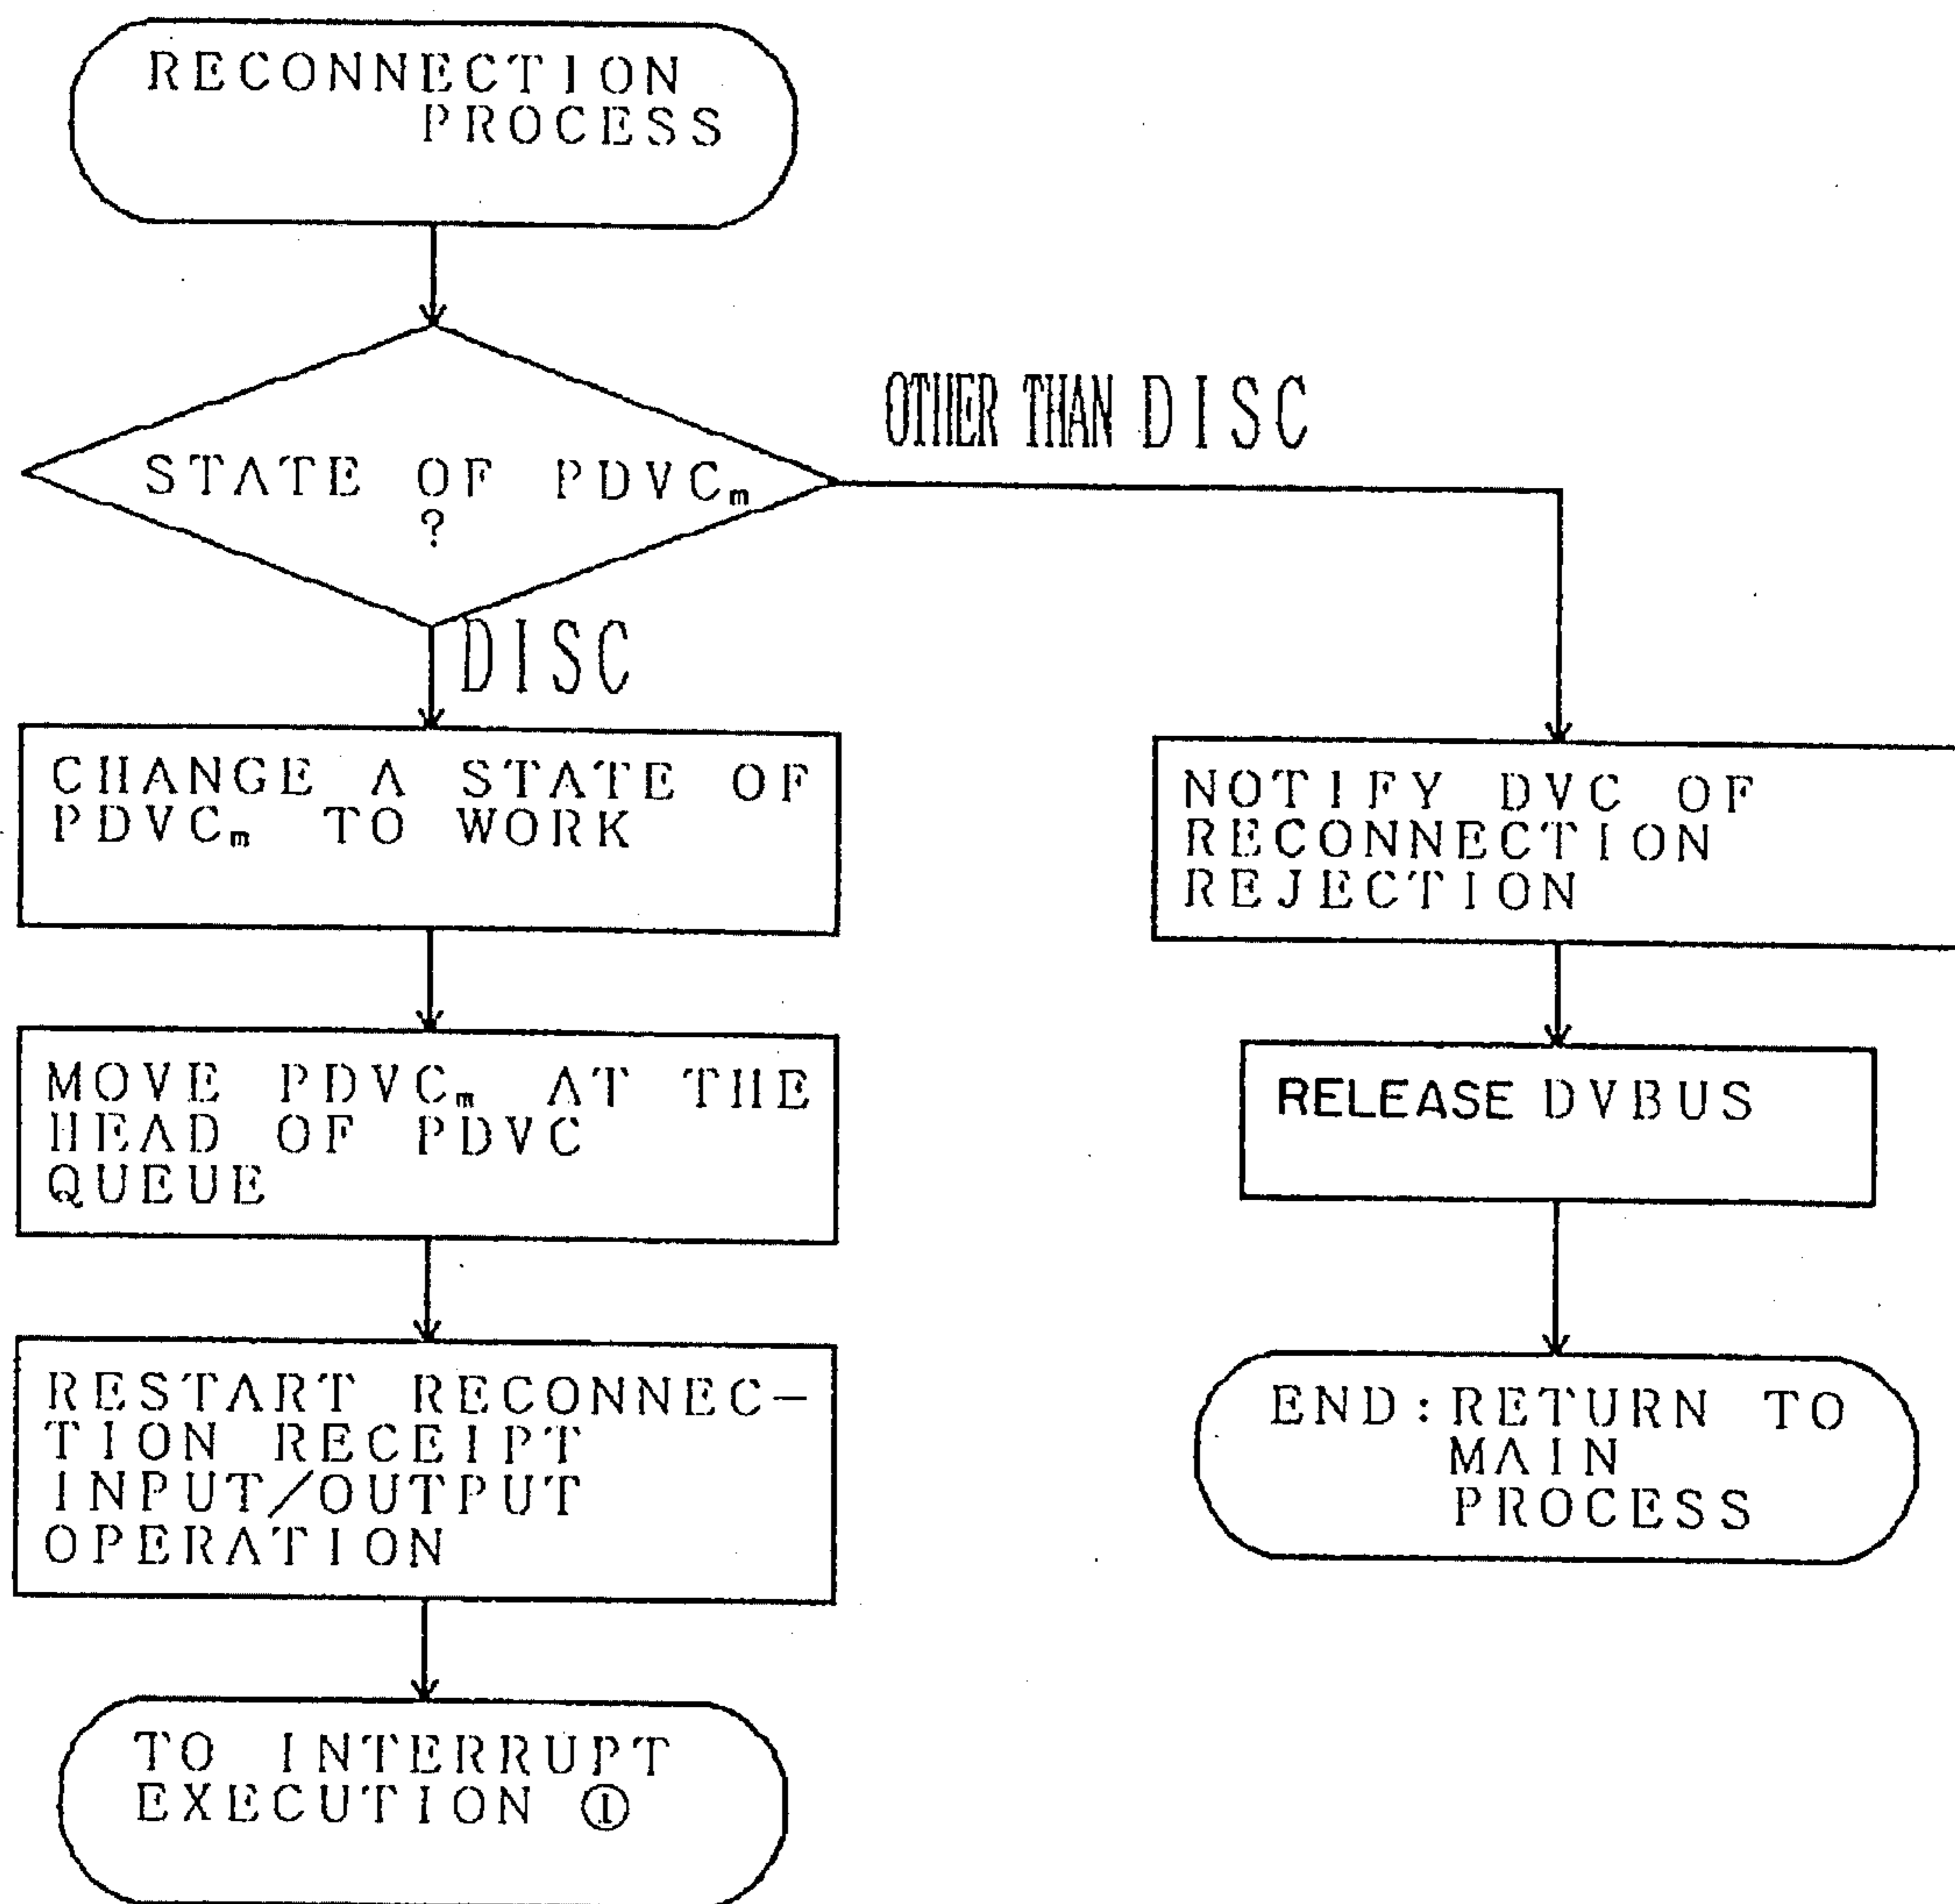 RECONNECTION
PROCESS
STATE OF PDVCₘ
?
OTHER THAN DISC
DISC
CHANGE A STATE OF
PDVCₘ TO WORK
MOVE PDVCₘ AT THE
HEAD OF PDVC
QUEUE
RESTART RECONNEC-
TION RECEIPT
INPUT/OUTPUT
OPERATION
TO INTERRUPT
EXECUTION ①
NOTIFY DVC OF
RECONNECTION
REJECTION
RELEASE DVBUS
END:RETURN TO
MAIN
PROCESS